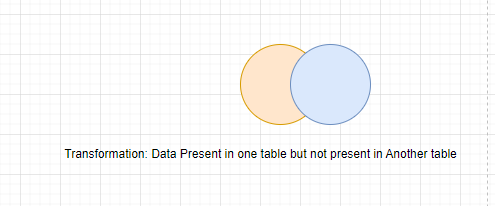 Transformation: Data Present in one table but not present in Another table